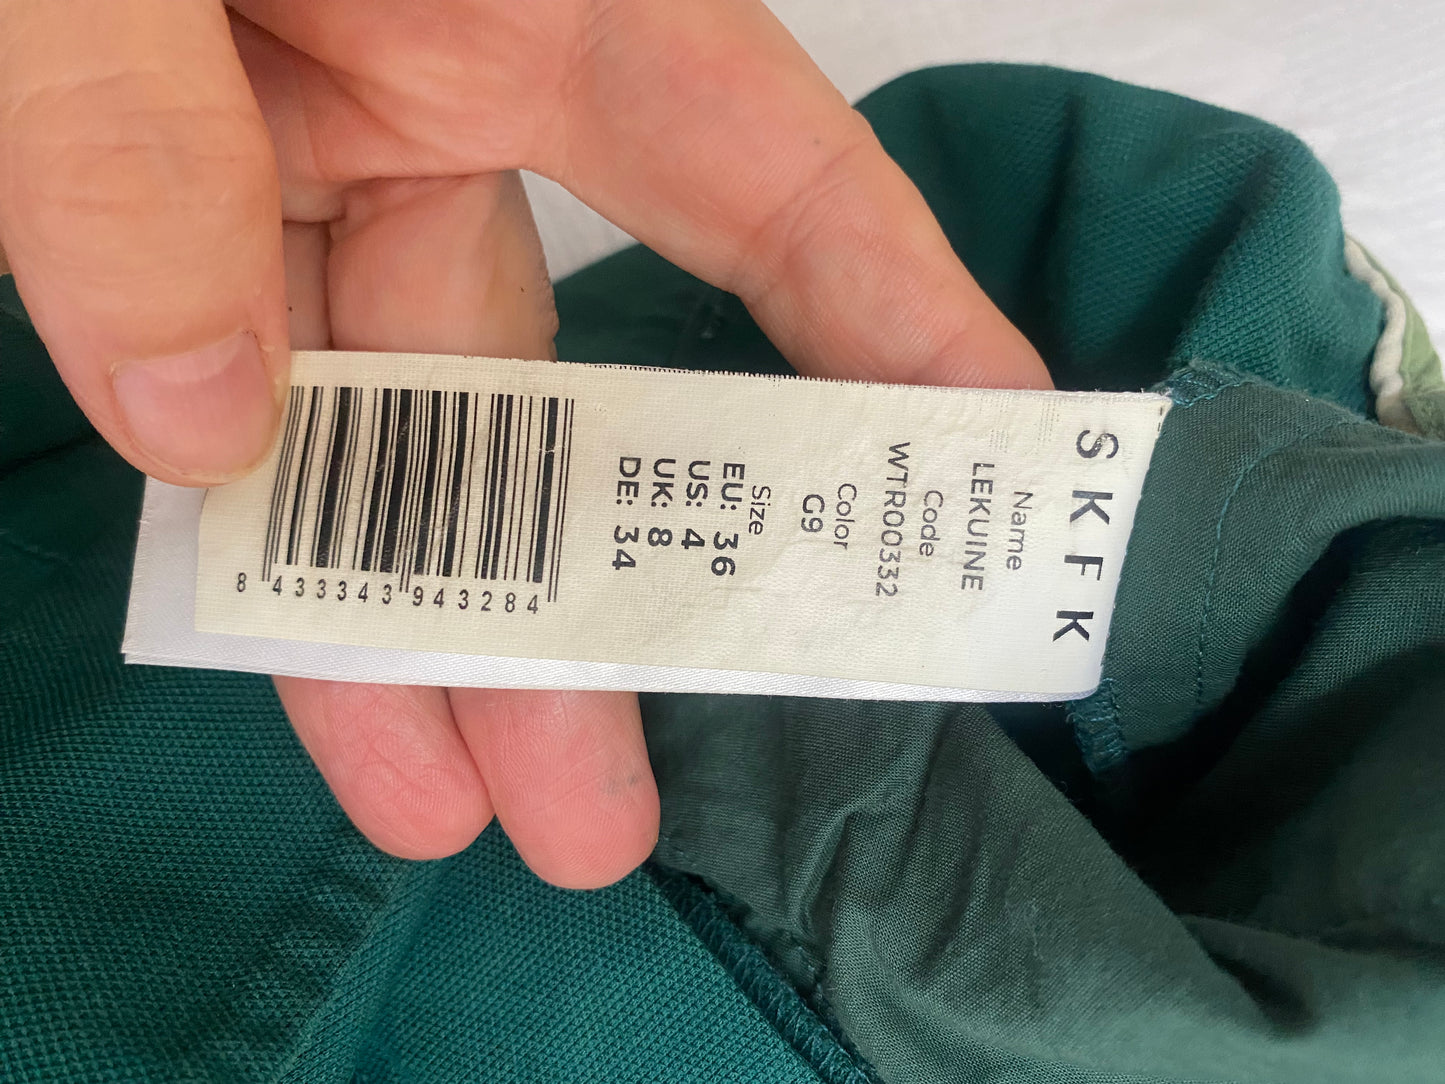 SKFK
Name
LEKUINE
Code
WTR00332
Color
G9
Size
EU: 36
US: 4
UK: 8
DE: 34
8 433343 943284